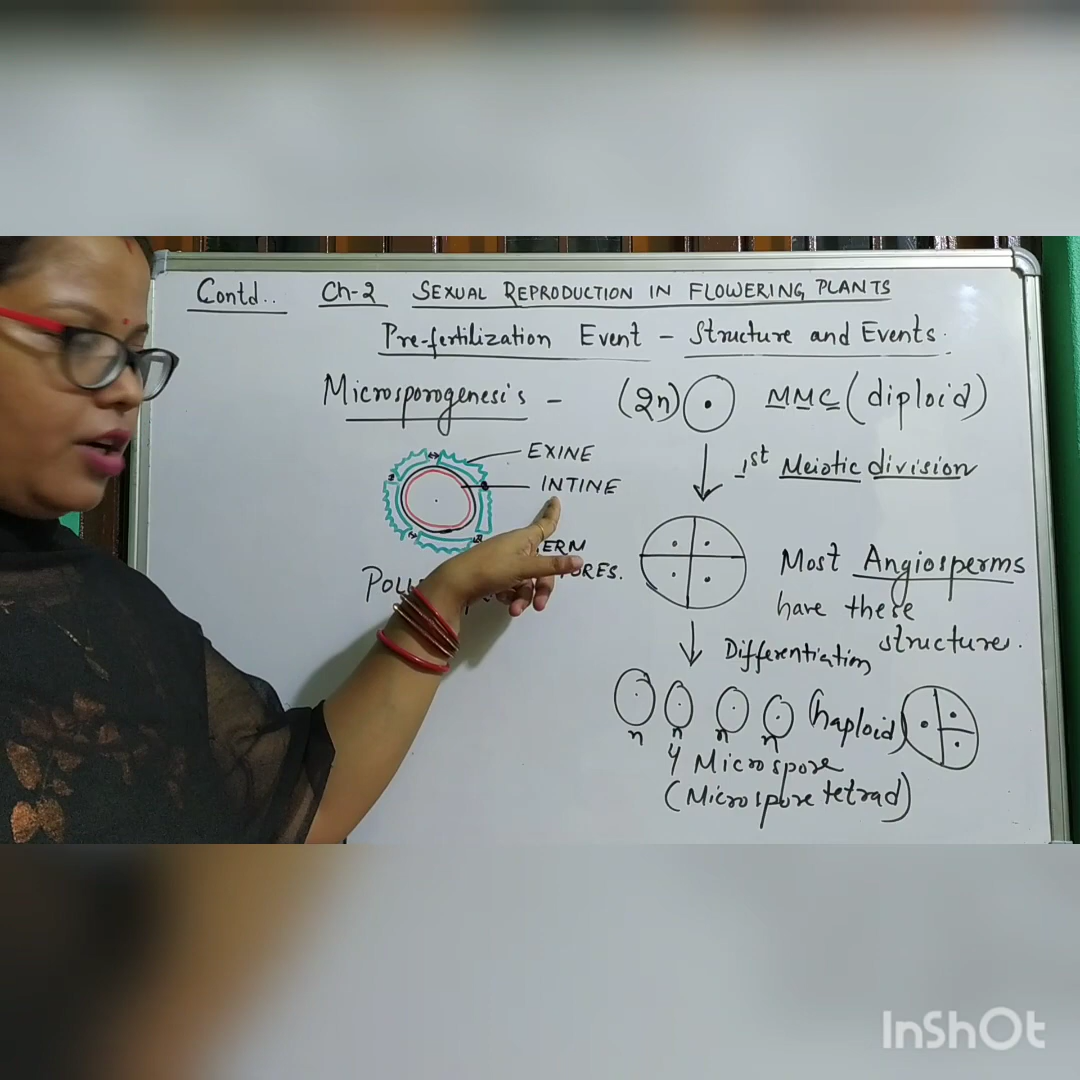 Contd.. Ch-2 SEXUAL REPRODUCTION IN FLOWERING PLANTS
Pre-fertilization Event - Structure and Events.
Microsporogenesis -
EXINE
INTINE
(2n) MMC (diploid)
1st Meiotic division
Most Angiosperms
have these
structure.
Differentiation
n n n n (haploid)
4 Microspore
(Microspore tetrad)
InShOt